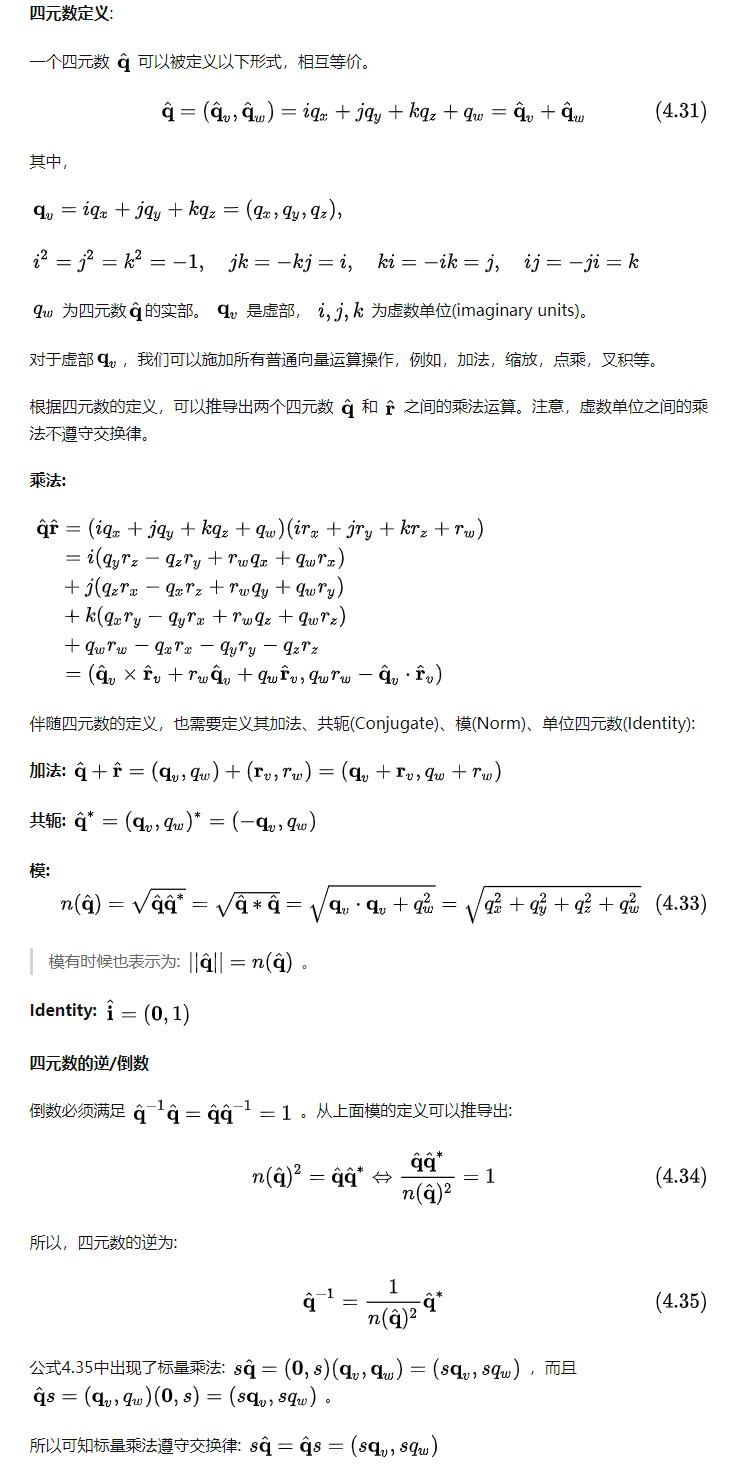 四元数定义:
一个四元数 $\hat{\mathbf{q}}$ 可以被定义以下形式，相互等价。
$\hat{\mathbf{q}} = (\hat{\mathbf{q}}_v, \hat{\mathbf{q}}_w) = iq_x + jq_y + kq_z + q_w = \hat{\mathbf{q}}_v + \hat{\mathbf{q}}_w$ (4.31)
其中，
$\mathbf{q}_v = iq_x + jq_y + kq_z = (q_x, q_y, q_z),$
$i^2 = j^2 = k^2 = -1, \quad jk = -kj = i, \quad ki = -ik = j, \quad ij = -ji = k$
$q_w$ 为四元数 $\hat{\mathbf{q}}$ 的实部。 $\mathbf{q}_v$ 是虚部， $i, j, k$ 为虚数单位(imaginary units)。
对于虚部 $\mathbf{q}_v$ ，我们可以施加所有普通向量运算操作，例如，加法，缩放，点乘，叉积等。
根据四元数的定义，可以推导出两个四元数 $\hat{\mathbf{q}}$ 和 $\hat{\mathbf{r}}$ 之间的乘法运算。注意，虚数单位之间的乘
法不遵守交换律。
乘法:
$\hat{\mathbf{q}}\hat{\mathbf{r}} = (iq_x + jq_y + kq_z + q_w)(ir_x + jr_y + kr_z + r_w)$
$= i(q_y r_z - q_z r_y + r_w q_x + q_w r_x)$
$+ j(q_z r_x - q_x r_z + r_w q_y + q_w r_y)$
$+ k(q_x r_y - q_y r_x + r_w q_z + q_w r_z)$
$+ q_w r_w - q_x r_x - q_y r_y - q_z r_z$
$= (\hat{\mathbf{q}}_v \times \hat{\mathbf{r}}_v + r_w \hat{\mathbf{q}}_v + q_w \hat{\mathbf{r}}_v, q_w r_w - \hat{\mathbf{q}}_v \cdot \hat{\mathbf{r}}_v)$
伴随四元数的定义，也需要定义其加法、共轭(Conjugate)、模(Norm)、单位四元数(Identity):
加法: $\hat{\mathbf{q}} + \hat{\mathbf{r}} = (\mathbf{q}_v, q_w) + (\mathbf{r}_v, r_w) = (\mathbf{q}_v + \mathbf{r}_v, q_w + r_w)$
共轭: $\hat{\mathbf{q}}^* = (\mathbf{q}_v, q_w)^* = (-\mathbf{q}_v, q_w)$
模:
$n(\hat{\mathbf{q}}) = \sqrt{\hat{\mathbf{q}}\hat{\mathbf{q}}^*} = \sqrt{\hat{\mathbf{q}} * \hat{\mathbf{q}}} = \sqrt{\mathbf{q}_v \cdot \mathbf{q}_v + q_w^2} = \sqrt{q_x^2 + q_y^2 + q_z^2 + q_w^2}$ (4.33)
模有时候也表示为: $||\hat{\mathbf{q}}|| = n(\hat{\mathbf{q}})$ 。
Identity: $\hat{\mathbf{i}} = (\mathbf{0}, 1)$
四元数的逆/倒数
倒数必须满足 $\hat{\mathbf{q}}^{-1}\hat{\mathbf{q}} = \hat{\mathbf{q}}\hat{\mathbf{q}}^{-1} = 1$ 。从上面模的定义可以推导出:
$n(\hat{\mathbf{q}})^2 = \hat{\mathbf{q}}\hat{\mathbf{q}}^* \Leftrightarrow \frac{\hat{\mathbf{q}}\hat{\mathbf{q}}^*}{n(\hat{\mathbf{q}})^2} = 1$ (4.34)
所以，四元数的逆为:
$\hat{\mathbf{q}}^{-1} = \frac{1}{n(\hat{\mathbf{q}})^2}\hat{\mathbf{q}}^*$ (4.35)
公式4.35中出现了标量乘法: $s\hat{\mathbf{q}} = (\mathbf{0}, s)(\mathbf{q}_v, \mathbf{q}_w) = (s\mathbf{q}_v, sq_w)$ ，而且
$\hat{\mathbf{q}}s = (\mathbf{q}_v, q_w)(\mathbf{0}, s) = (s\mathbf{q}_v, sq_w)$ 。
所以可知标量乘法遵守交换律: $s\hat{\mathbf{q}} = \hat{\mathbf{q}}s = (s\mathbf{q}_v, sq_w)$